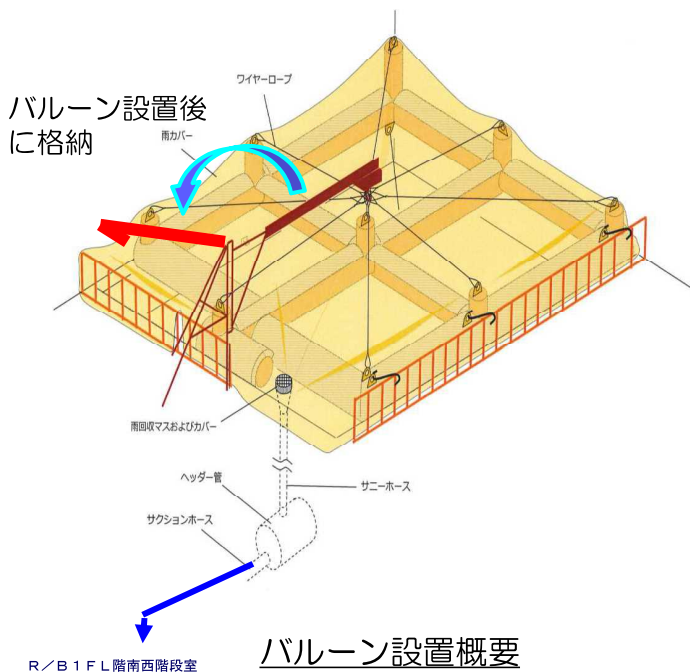 ワイヤーロープ
バルーン設置後
に格納
雨カバー
雨回収マスおよびカバー
ヘッダー管
サニーホース
サクションホース
バルーン設置概要
R/B1FL階南西階段室